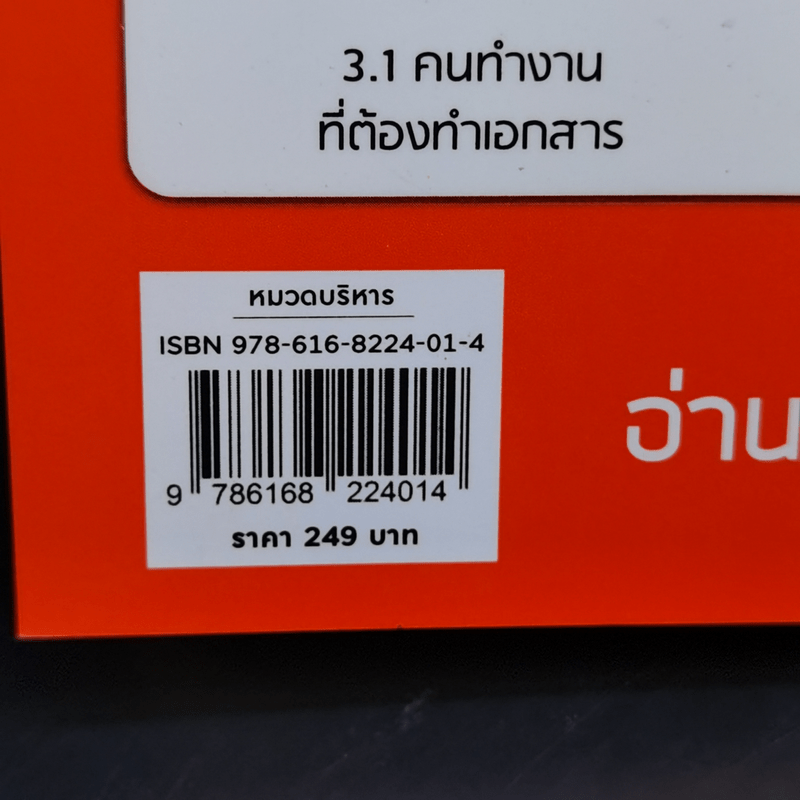 3.1 คนทำงาน
ที่ต้องทำเอกสาร
หมวดบริหาร
ISBN 978-616-8224-01-4
9 786168 224014
ราคา 249 บาท
อ่าน